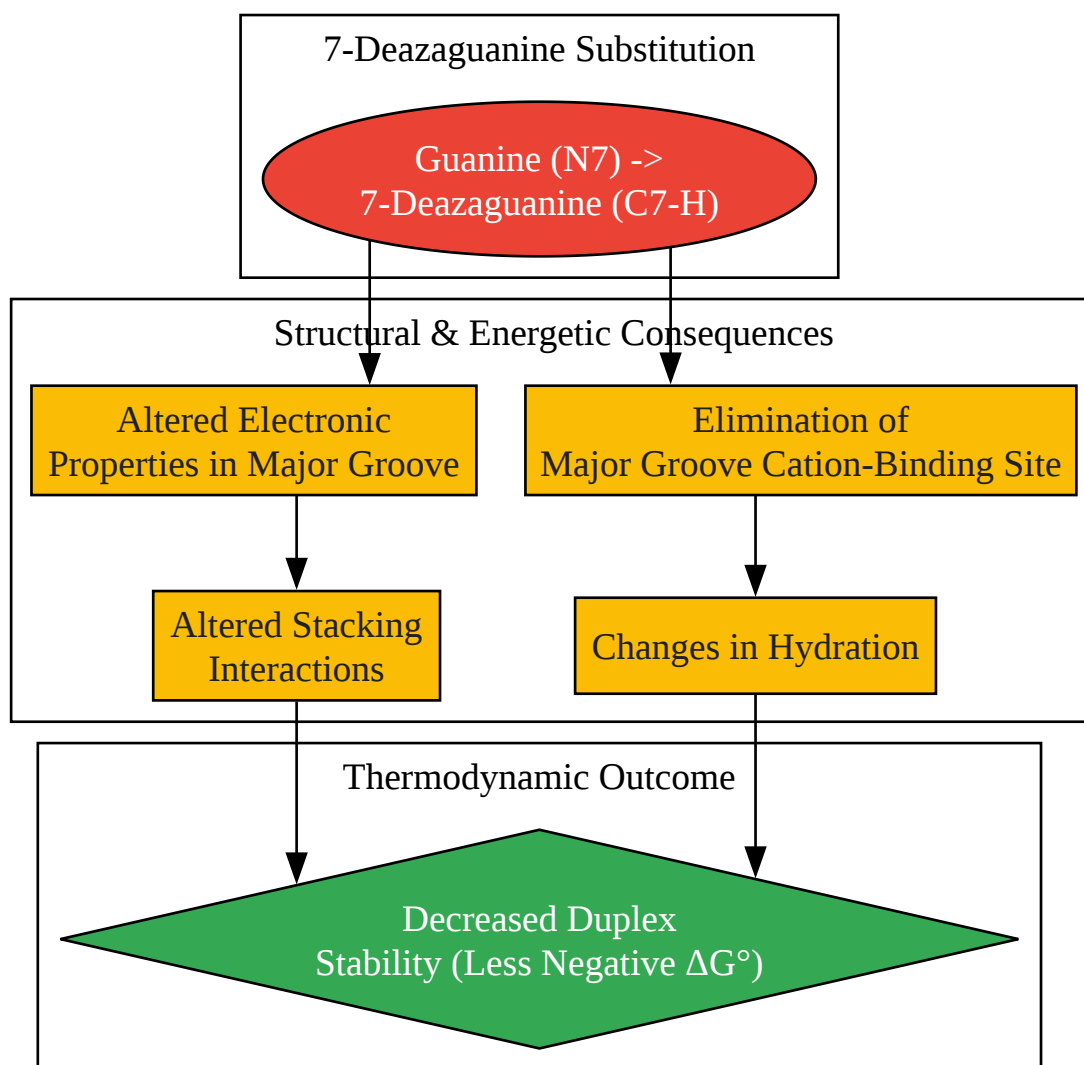 7-Deazaguanine Substitution
Guanine (N7) ->
7-Deazaguanine (C7-H)
Structural & Energetic Consequences
Altered Electronic
Properties in Major Groove
Elimination of
Major Groove Cation-Binding Site
Altered Stacking
Interactions
Changes in Hydration
Thermodynamic Outcome
Decreased Duplex
Stability (Less Negative ΔG°)